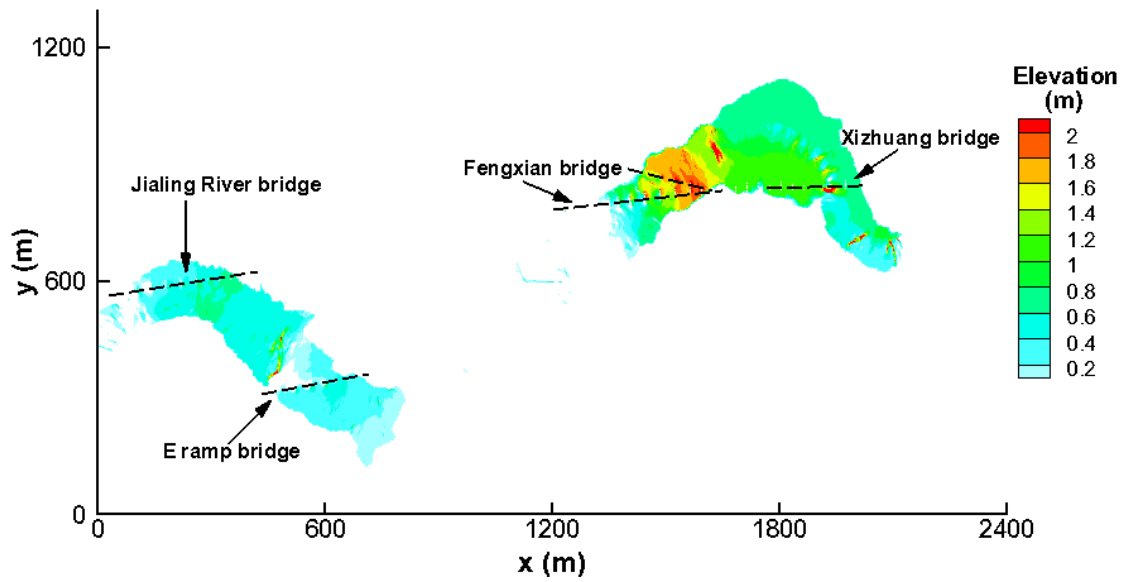 1200
Elevation
(m)
2
1.8
1.6
1.4
1.2
1
0.8
0.6
0.4
0.2
Xizhuang bridge
Fengxian bridge
Jialing River bridge
y (m)
600
E ramp bridge
0
0
600
1200
1800
2400
x (m)